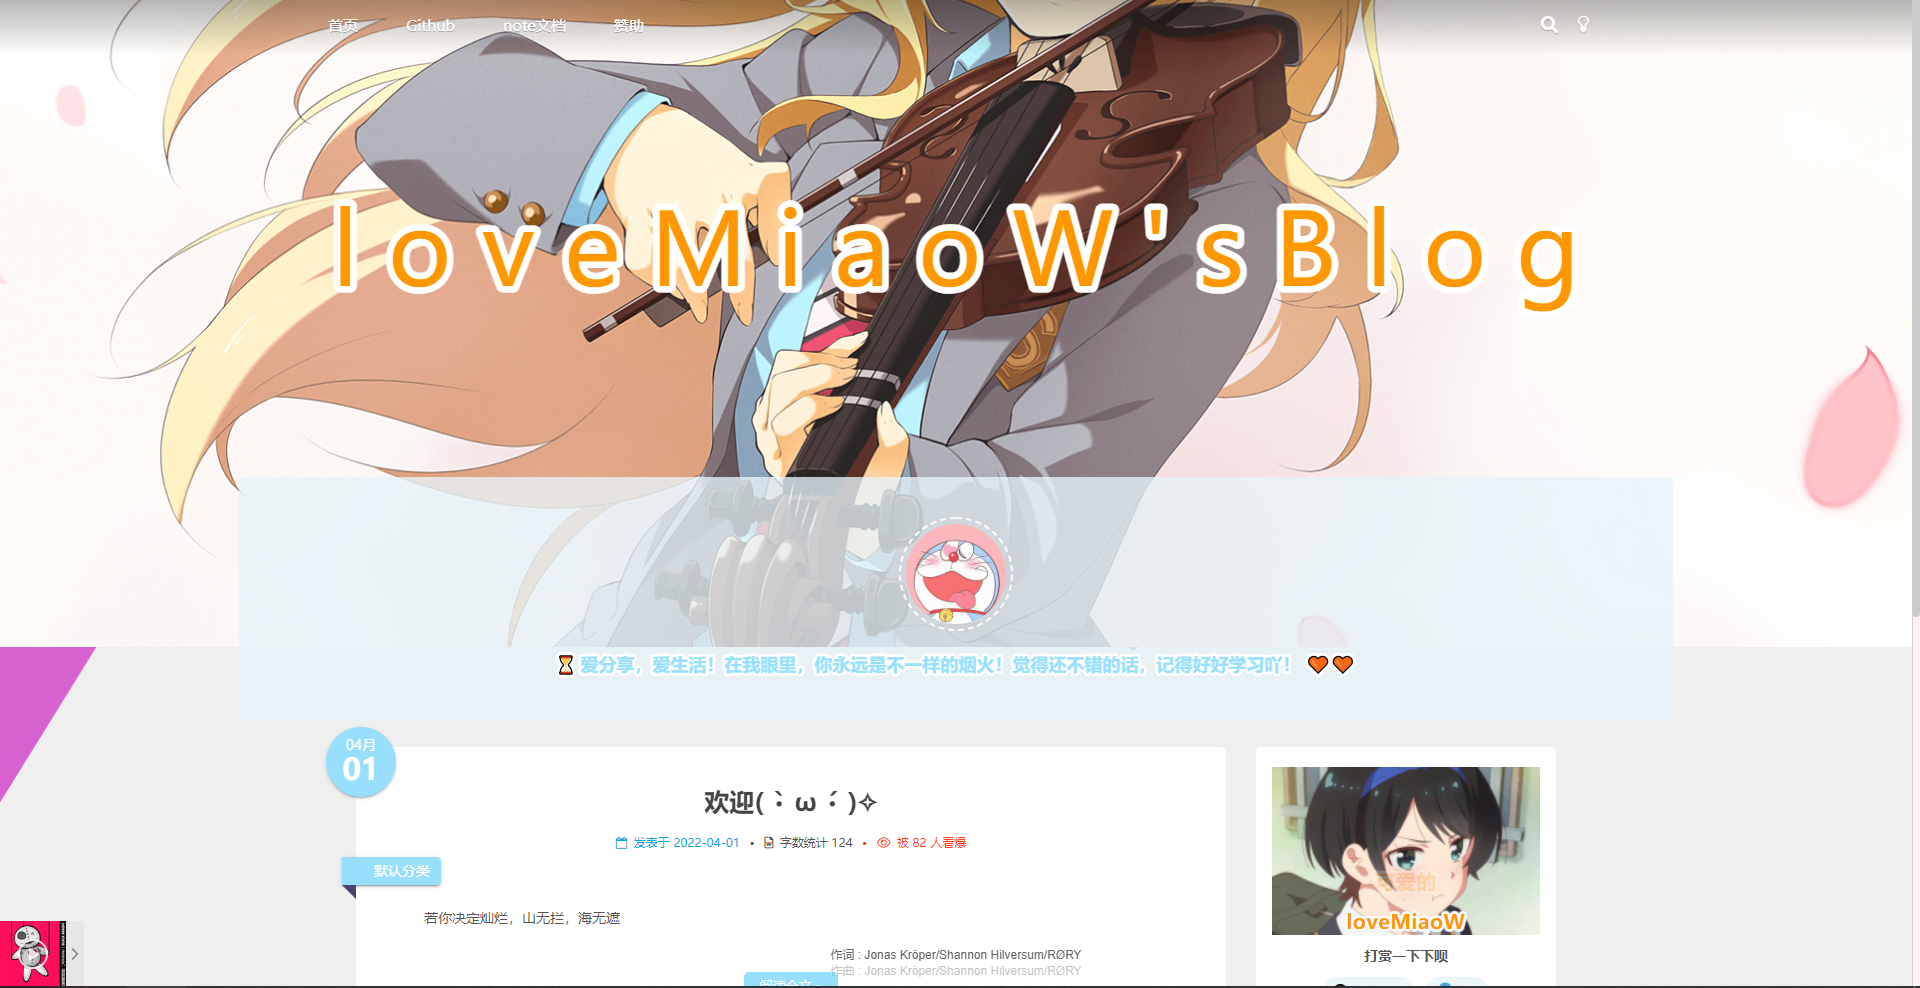 首页 Github note文档 赞助
loveMiaoW'sBlog
爱分享，爱生活！在我眼里，你永远是不一样的烟火！觉得还不错的话，记得好好学习吖！
04月
01
欢迎( •̀ ω •́ )✧
发表于 2022-04-01 • 字数统计 124 • 被 82 人看爆
默认分类
若你决定灿烂，山无拦，海无遮
作词 : Jonas Kröper/Shannon Hilversum/RØRY
作曲 : Jonas Kröper/Shannon Hilversum/RØRY
可爱的
loveMiaoW
打赏一下下呗